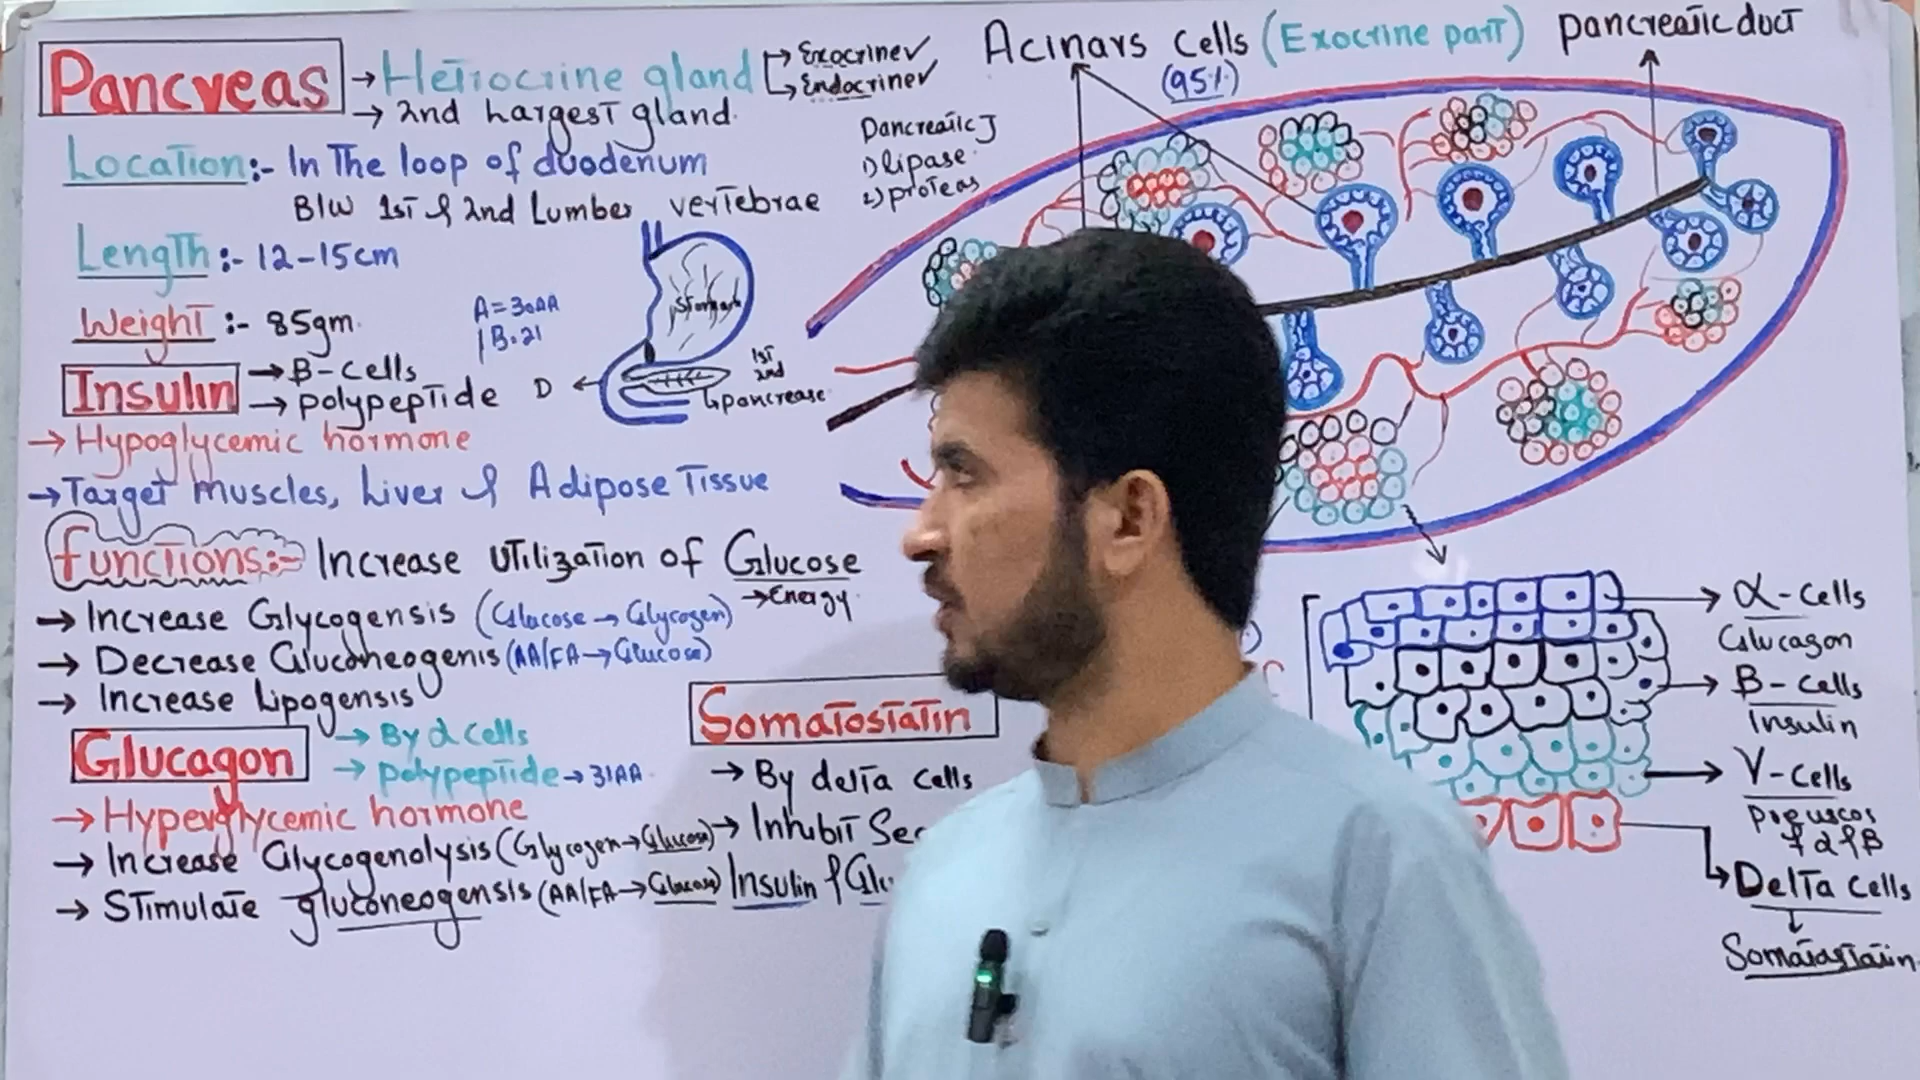 Pancreas → Hetrocrine gland → Exocrine✓
→ Endocrine✓
→ 2nd Largest gland.
Location:- In The loop of duodenum
B/W 1st & 2nd Lumber vertebrae
Length:- 12-15cm
Weight:- 85gm.
A=30AA
B.21
Stomach
1st
2nd
D
pancrease
Insulin → B-cells
→ polypeptide
→ Hypoglycemic hormone
→ Target muscles, Liver & Adipose Tissue
Functions:- Increase utilization of Glucose
→ Energy.
→ Increase Glycogensis (Glucose → Glycogen)
→ Decrease Gluconeogenis (AA/FA → Glucose)
→ Increase Lipogensis
Glucagon → By α cells
→ polypeptide → 31AA
→ Hyperglycemic hormone
→ Increase Glycogenolysis (Glycogen → Glucose)
→ Stimulate gluconeogensis (AA/FA → Glucose)
Somatostatin
→ By delta cells
→ Inhibit Sec
Insulin & Glu
Acinars Cells (Exocrine part)
(95%)
pancreatic duct
Pancreatic J
1) Lipase
2) proteas
α-cells
Glucagon
B-cells
Insulin
γ-cells
α & β
Delta cells
Somatostatin